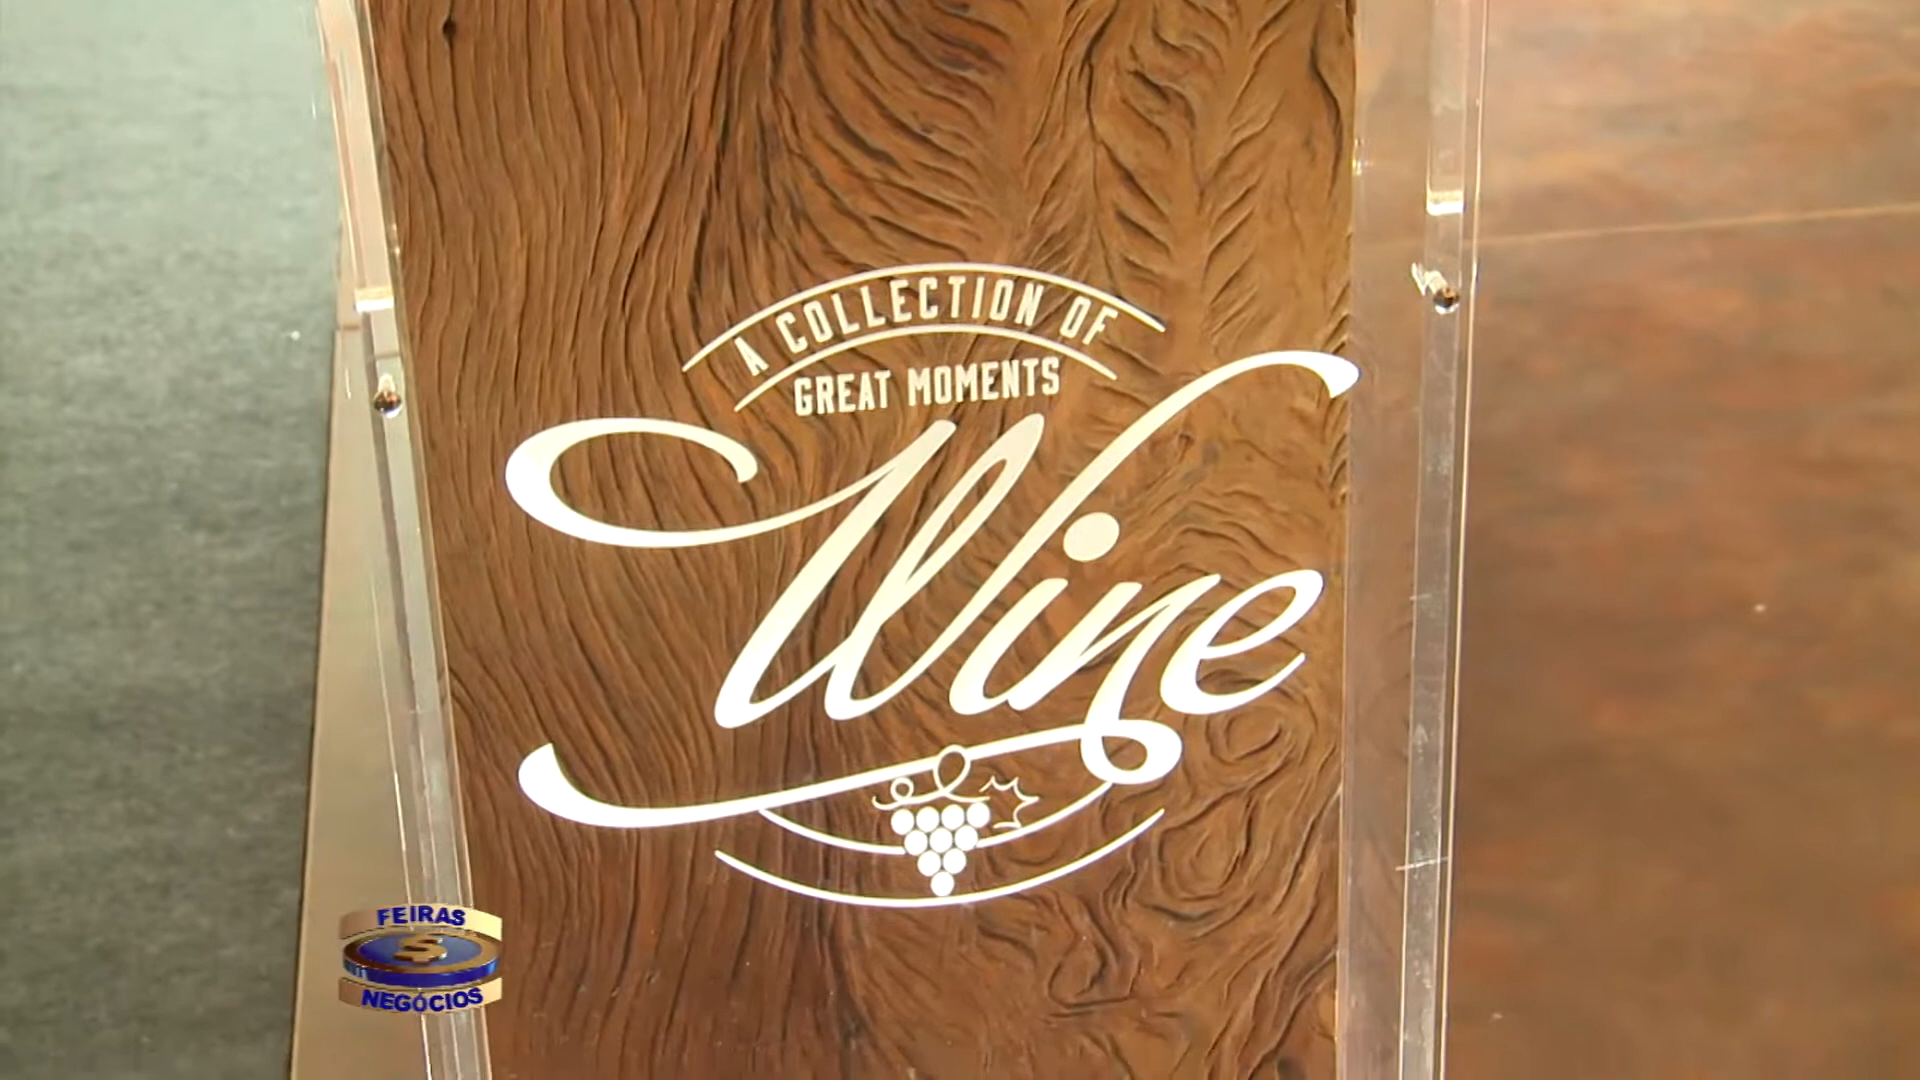 A COLLECTION OF
GREAT MOMENTS
Wine
FEIRAS
S
NEGÓCIOS